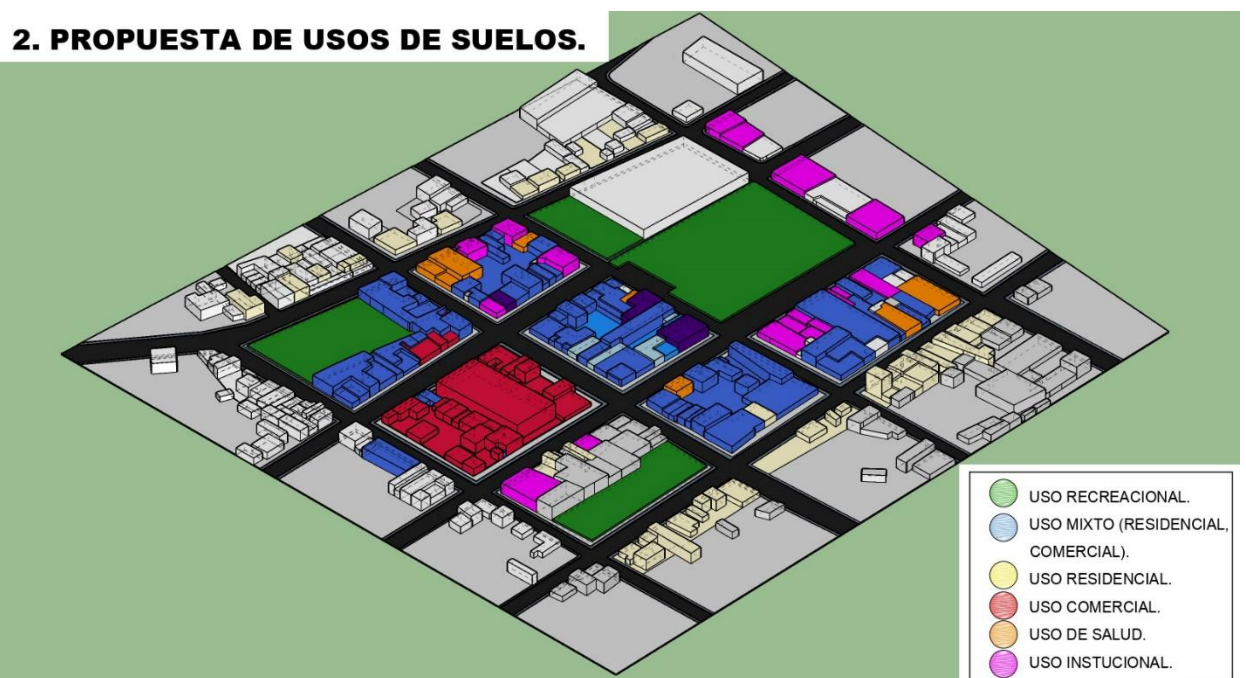 2. PROPUESTA DE USOS DE SUELOS.
USO RECREACIONAL.
USO MIXTO (RESIDENCIAL,
COMERCIAL).
USO RESIDENCIAL.
USO COMERCIAL.
USO DE SALUD.
USO INSTUCIONAL.